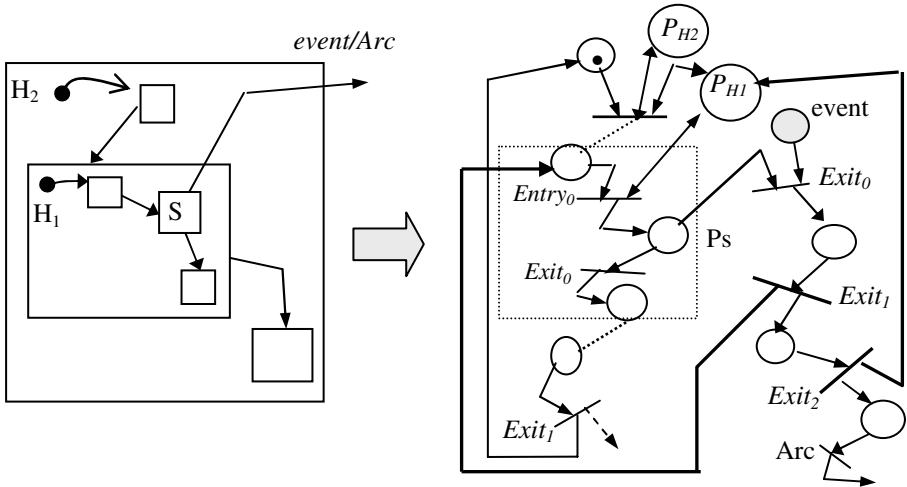 event/Arc
H2
H1
S
PH2
PH1
event
Entry0
Exit0
Ps
Exit0
Exit1
Exit1
Exit2
Arc